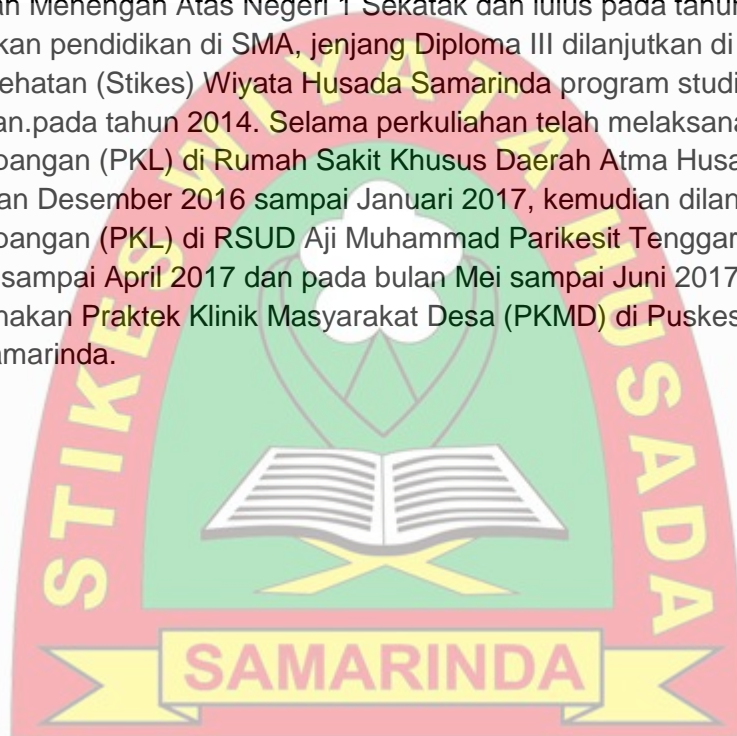 an Menengah Atas Negeri 1 Sekatak dan lulus pada tahun
kan pendidikan di SMA, jenjang Diploma III dilanjutkan di
ehatan (Stikes) Wiyata Husada Samarinda program studi
an.pada tahun 2014. Selama perkuliahan telah melaksana
pangan (PKL) di Rumah Sakit Khusus Daerah Atma Husa
an Desember 2016 sampai Januari 2017, kemudian dilan
pangan (PKL) di RSUD Aji Muhammad Parikesit Tenggar
sampai April 2017 dan pada bulan Mei sampai Juni 2017
nakan Praktek Klinik Masyarakat Desa (PKMD) di Puskes
amarinda.
STIKES WIYATA HUSADA
SAMARINDA